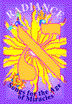 RADIANCE
Songs for the Age
of Miracles